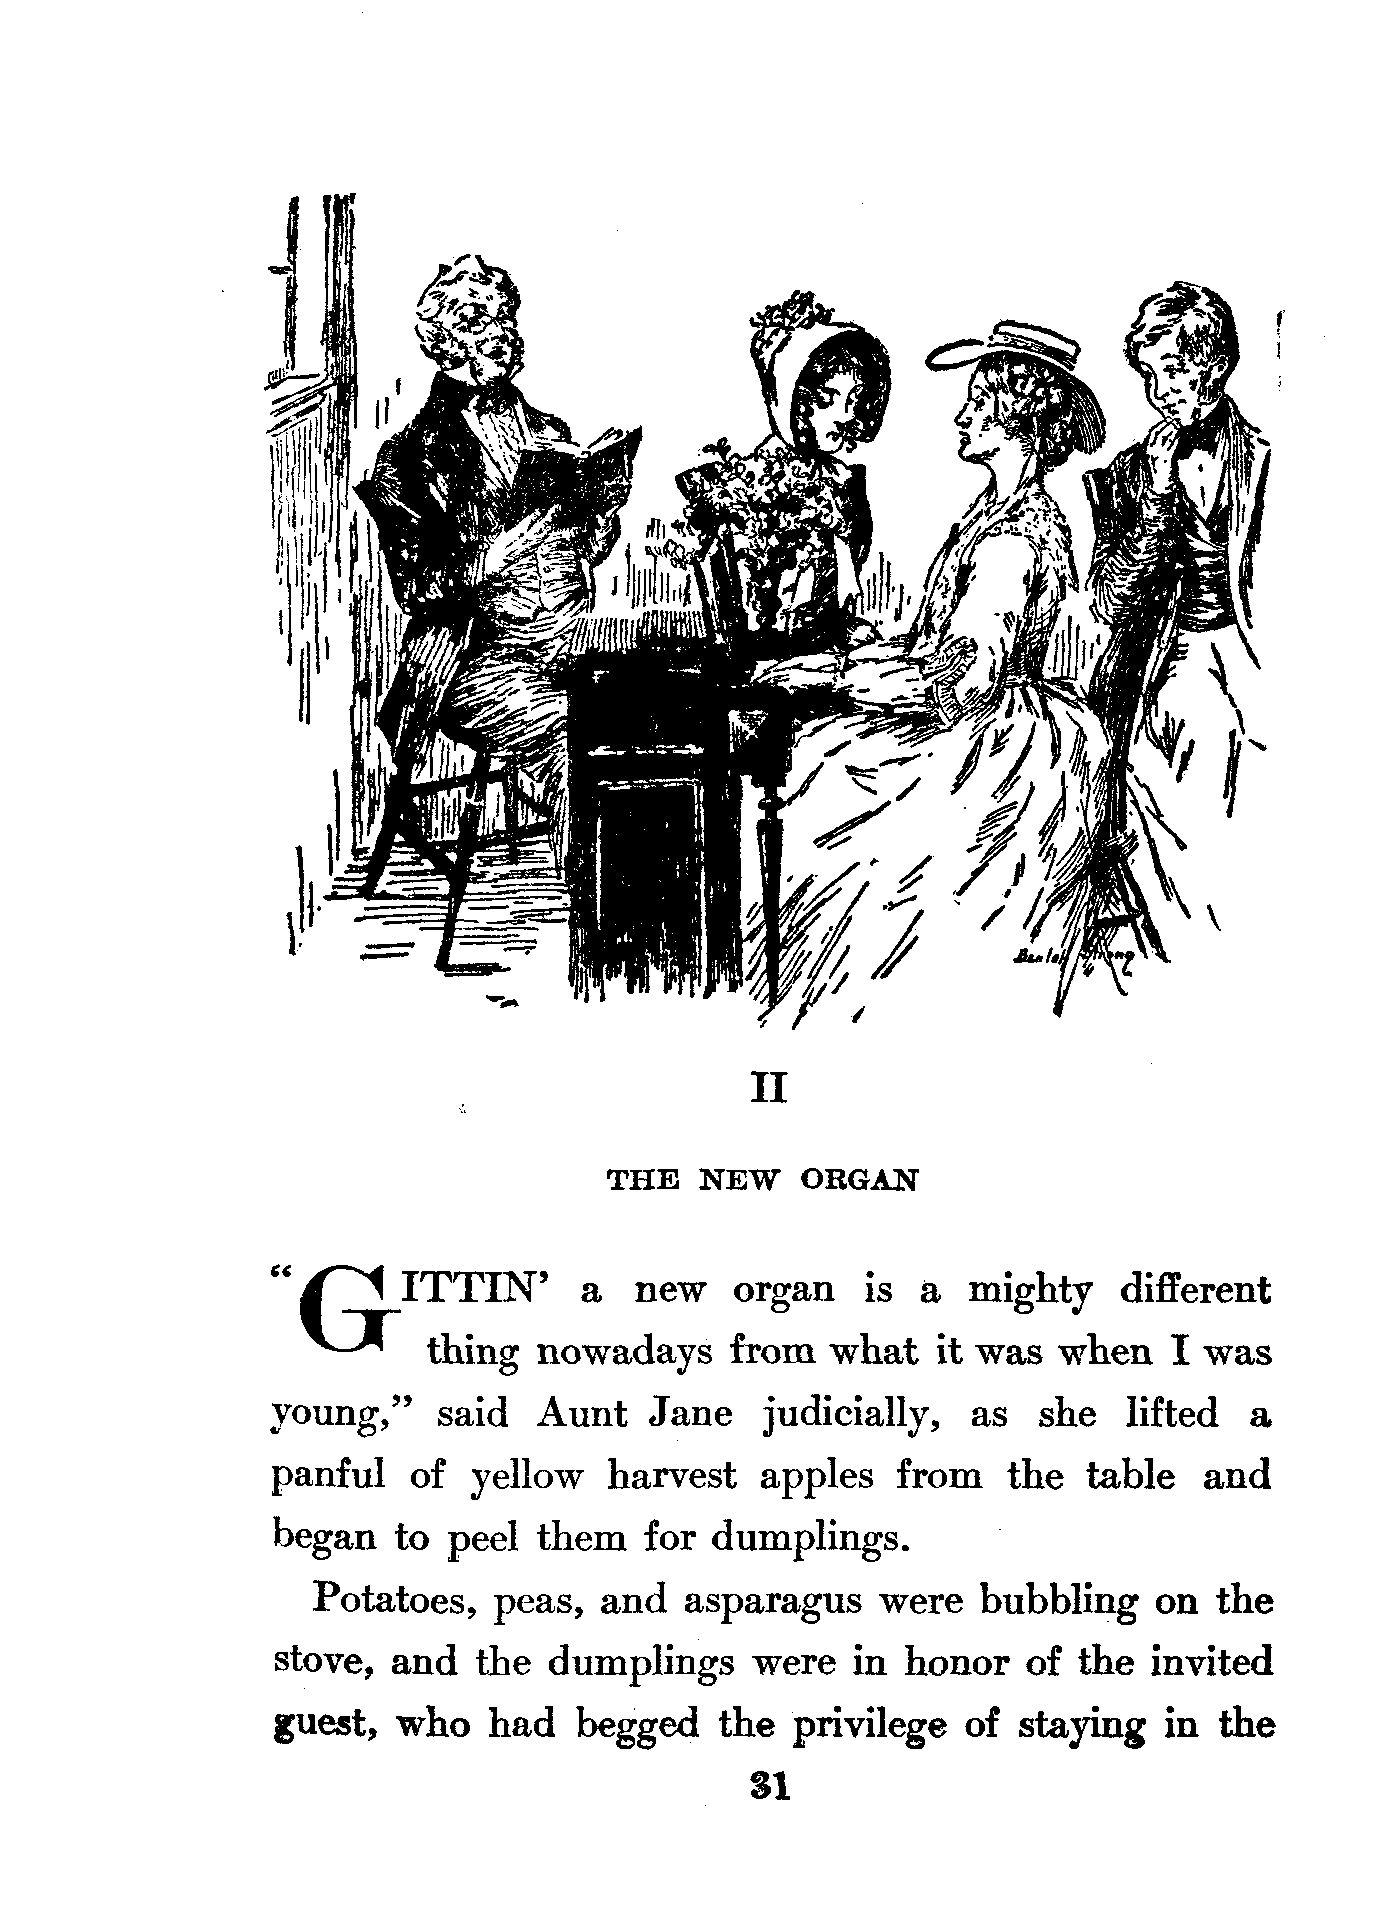 Beulah Strong
II
THE NEW ORGAN
“GITTIN’ a new organ is a mighty different
thing nowadays from what it was when I was
young,” said Aunt Jane judicially, as she lifted a
panful of yellow harvest apples from the table and
began to peel them for dumplings.
Potatoes, peas, and asparagus were bubbling on the
stove, and the dumplings were in honor of the invited
guest, who had begged the privilege of staying in the
31